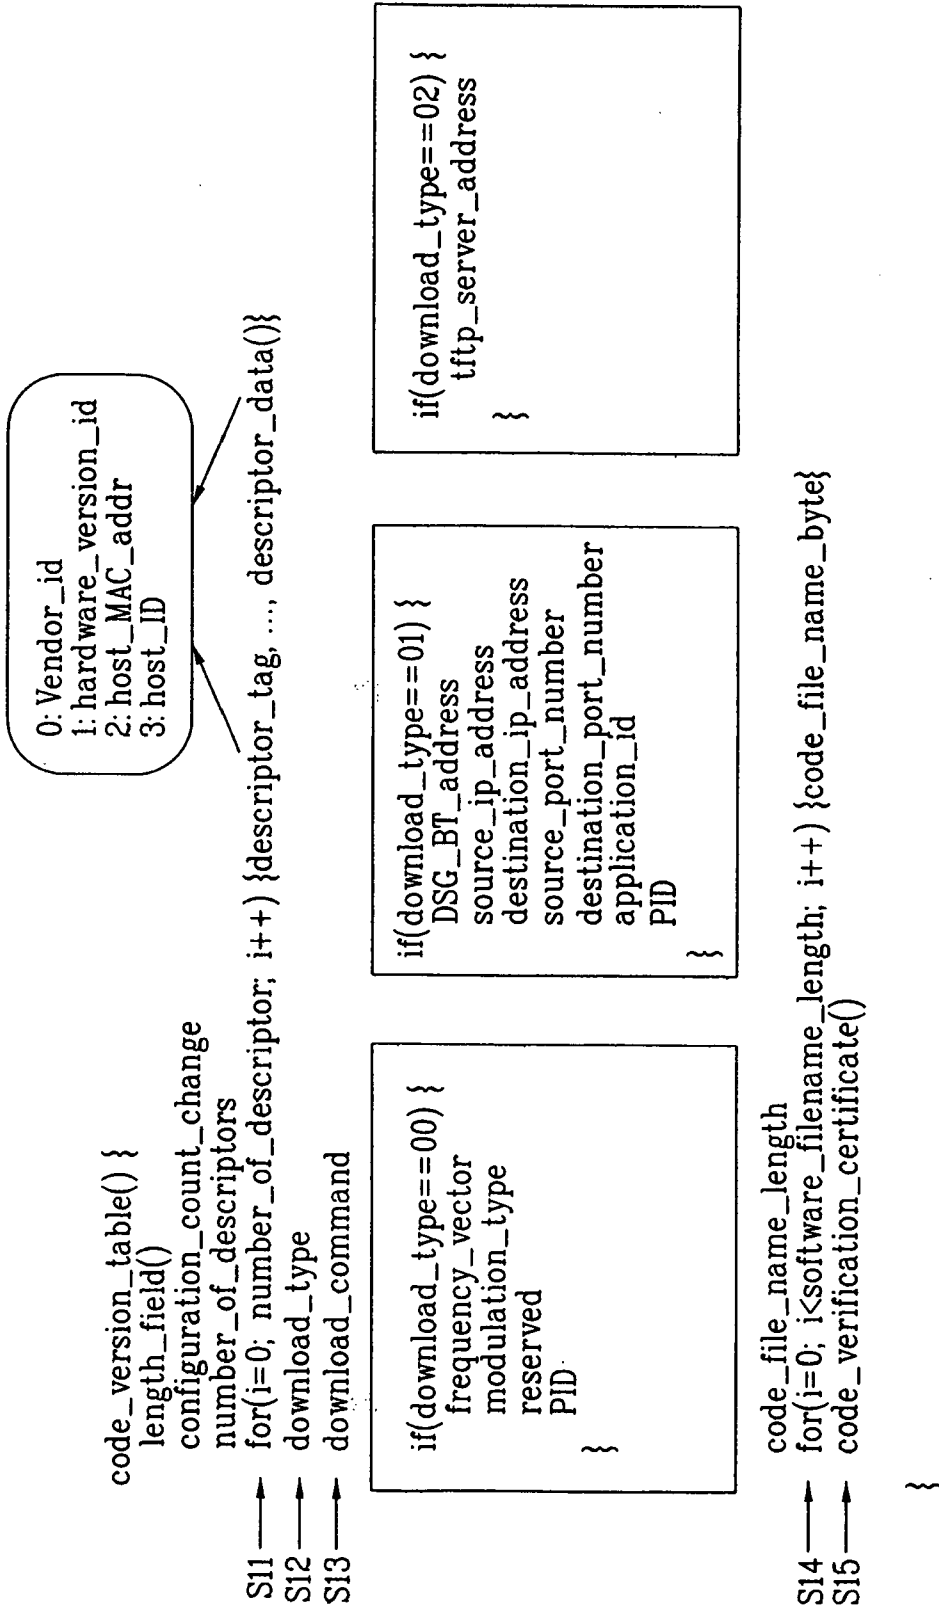 0: Vendor_id
1: hardware_version_id
2: host_MAC_addr
3: host_ID
code_version_table() {
length_field()
configuration_count_change
number_of_descriptors
S11 for(i=0; number_of_descriptor; i++) {descriptor_tag, ...., descriptor_data()}
S12 download_type
S13 download_command
if(download_type==00) {
frequency_vector
modulation_type
reserved
PID
}
if(download_type==01) {
DSG_BT_address
source_ip_address
destination_ip_address
source_port_number
destination_port_number
application_id
PID
}
if(download_type==02) {
tftp_server_address
}
code_file_name_length
S14 for(i=0; i<software_filename_length; i++) {code_file_name_byte}
S15 code_verification_certificate()
}